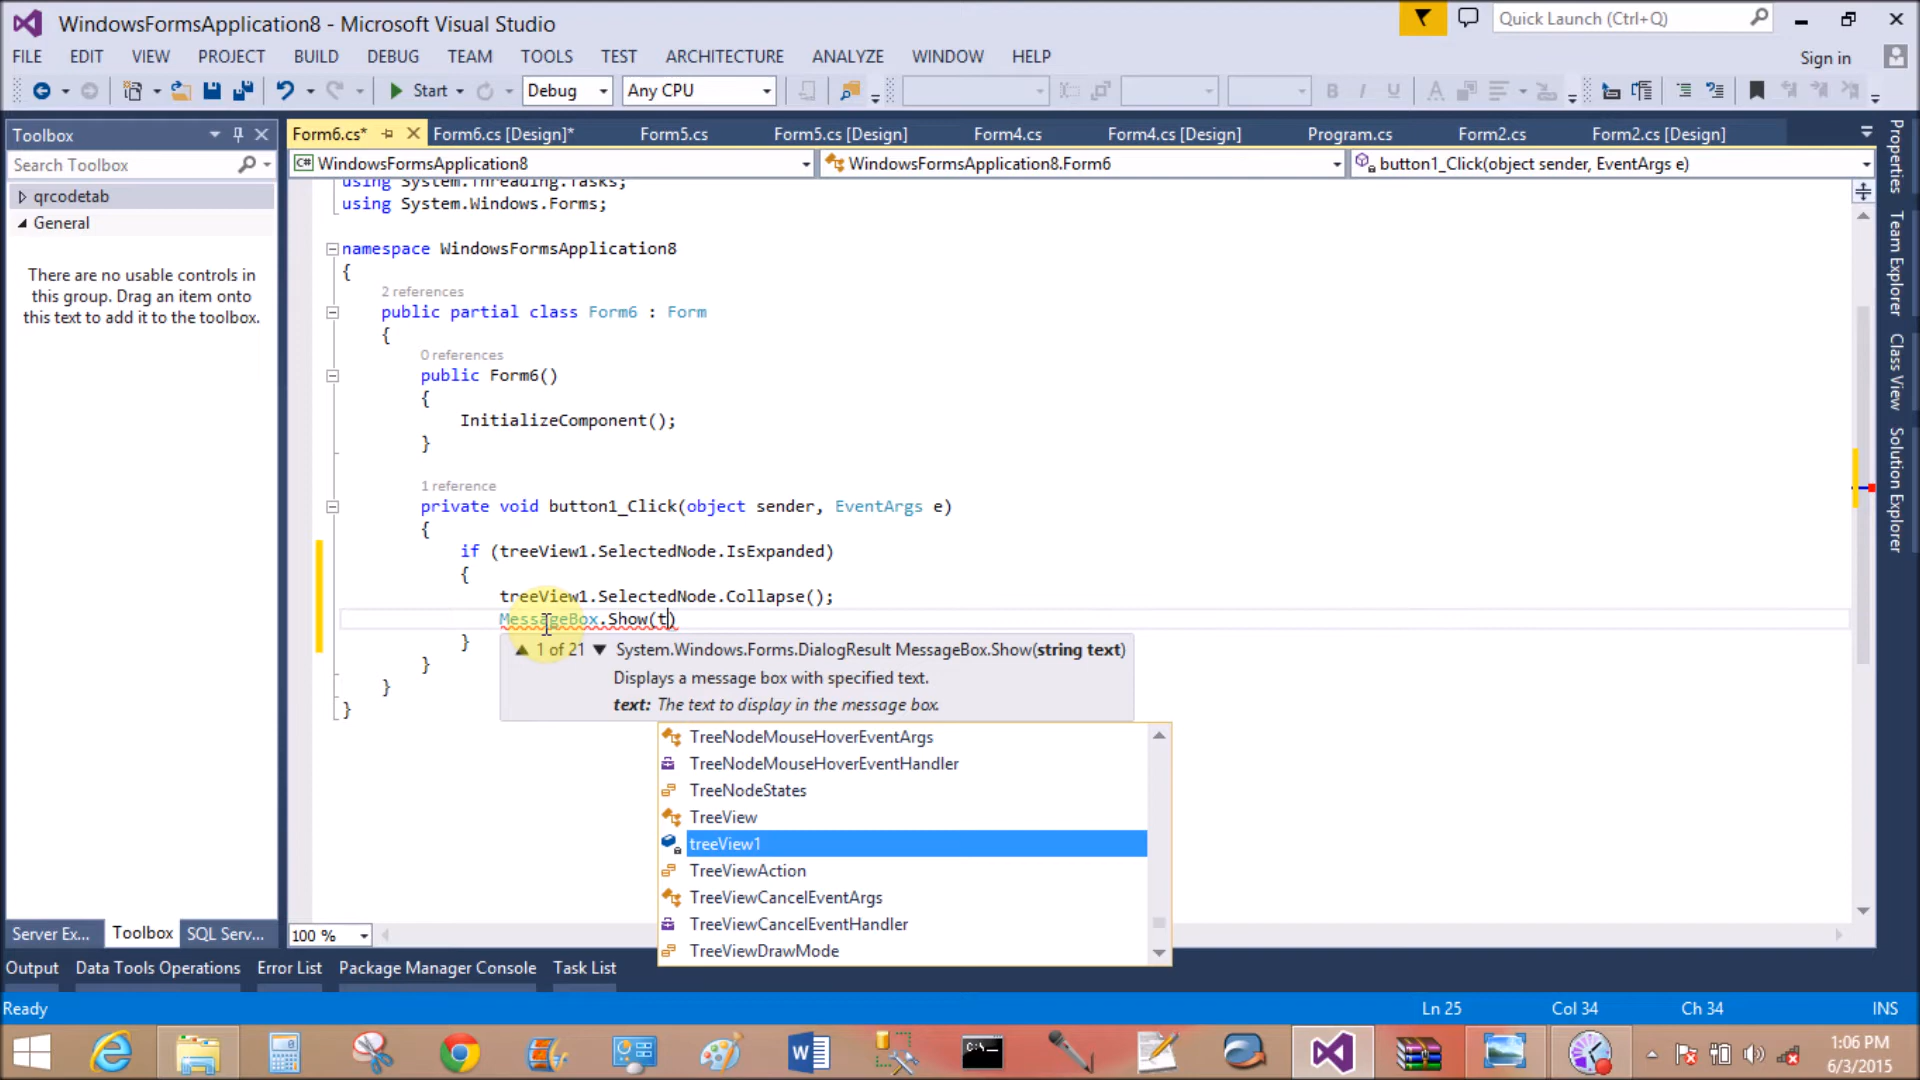 WindowsFormsApplication8 - Microsoft Visual Studio
Quick Launch (Ctrl+Q)
FILE EDIT VIEW PROJECT BUILD DEBUG TEAM TOOLS TEST ARCHITECTURE ANALYZE WINDOW HELP
Sign in
Start Debug Any CPU
Toolbox
Form6.cs* Form6.cs [Design]* Form5.cs Form5.cs [Design] Form4.cs Form4.cs [Design] Program.cs Form2.cs Form2.cs [Design]
Search Toolbox
WindowsFormsApplication8 WindowsFormsApplication8.Form6 button1_Click(object sender, EventArgs e)
qrcodetab
General
There are no usable controls in
this group. Drag an item onto
this text to add it to the toolbox.
using System.Threading.Tasks;
using System.Windows.Forms;
namespace WindowsFormsApplication8
{
2 references
public partial class Form6 : Form
{
0 references
public Form6()
{
InitializeComponent();
}
1 reference
private void button1_Click(object sender, EventArgs e)
{
if (treeView1.SelectedNode.IsExpanded)
{
treeView1.SelectedNode.Collapse();
MessageBox.Show(t)
}
}
}
}
1 of 21 System.Windows.Forms.DialogResult MessageBox.Show(string text)
Displays a message box with specified text.
text: The text to display in the message box.
TreeNodeMouseHoverEventArgs
TreeNodeMouseHoverEventHandler
TreeNodeStates
TreeView
treeView1
TreeViewAction
TreeViewCancelEventArgs
TreeViewCancelEventHandler
TreeViewDrawMode
Properties
Team Explorer
Class View
Solution Explorer
Server Ex... Toolbox SQL Serv...
100 %
Output Data Tools Operations Error List Package Manager Console Task List
Ready Ln 25 Col 34 Ch 34 INS
1:06 PM
6/3/2015